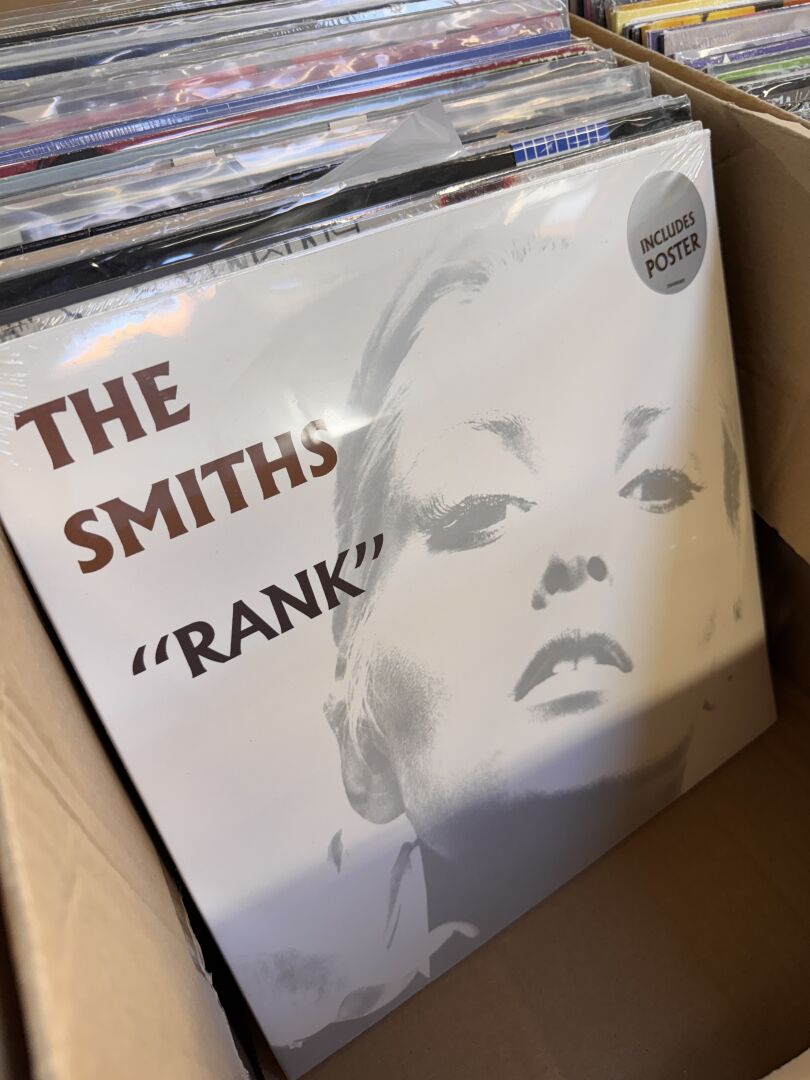 INCLUDES
POSTER
THE
SMITHS
“RANK”